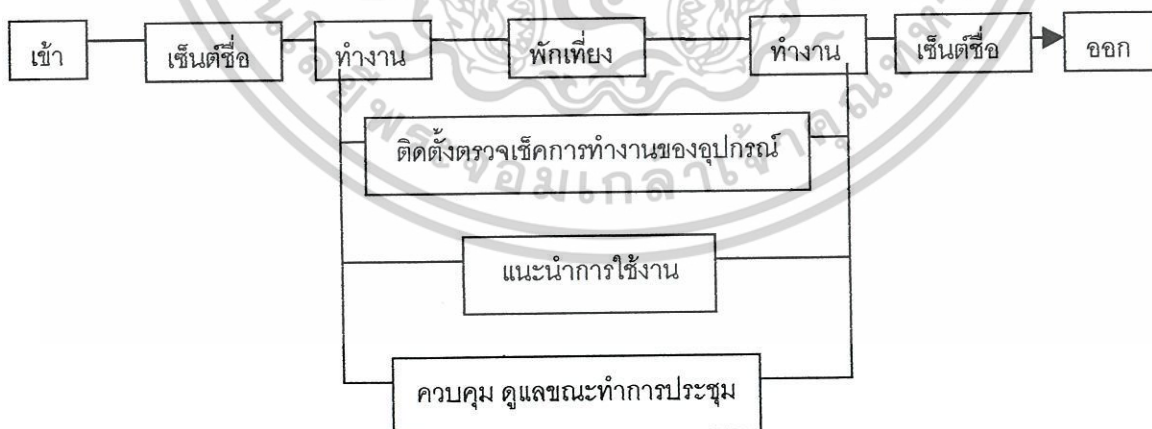 เข้า เซ็นต์ชื่อ ทำงาน พักเที่ยง ทำงาน เซ็นต์ชื่อ ออก
ติดตั้งตรวจเช็คการทำงานของอุปกรณ์
แนะนำการใช้งาน
ควบคุม ดูแลขณะทำการประชุม